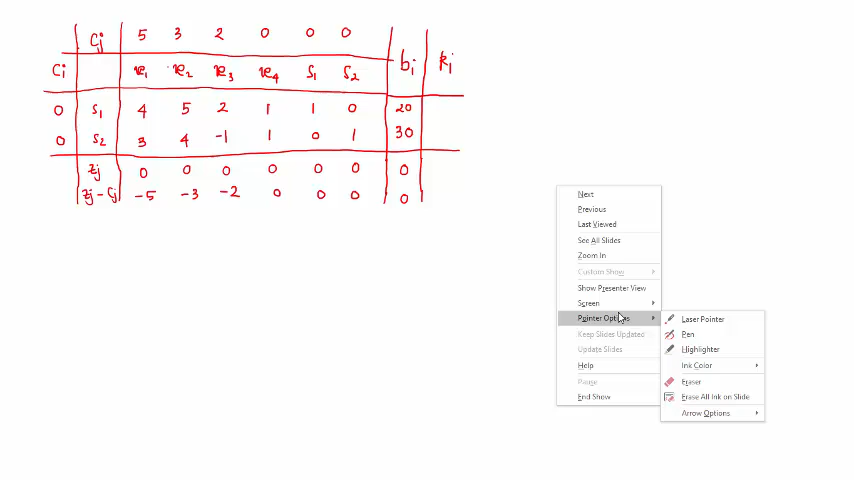 Cj 5 3 2 0 0 0 bi Ri
Ci x1 x2 x3 x4 S1 S2
0 S1 4 5 2 1 1 0 20
0 S2 3 4 -1 1 0 1 30
Zj 0 0 0 0 0 0 0
Zj - Cj -5 -3 -2 0 0 0 0
Next
Previous
Last Viewed
See All Slides
Zoom In
Custom Show
Show Presenter View
Screen
Pointer Options
Keep Slides Updated
Update Slides
Help
Pause
End Show
Laser Pointer
Pen
Highlighter
Ink Color
Eraser
Erase All Ink on Slide
Arrow Options